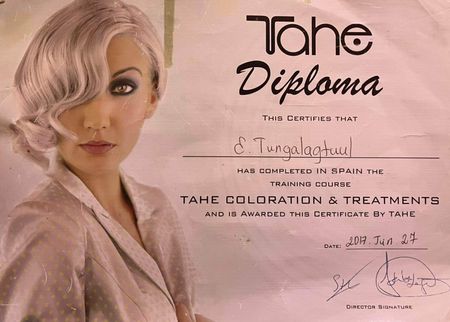 Tahe
Diploma
THIS CERTIFIES THAT
E. Tungalagtuul
HAS COMPLETED IN SPAIN THE
TRAINING COURSE
TAHE COLORATION & TREATMENTS
AND IS AWARDED THIS CERTIFICATE BY TAHE
DATE: 2017. Jun 27
DIRECTOR SIGNATURE